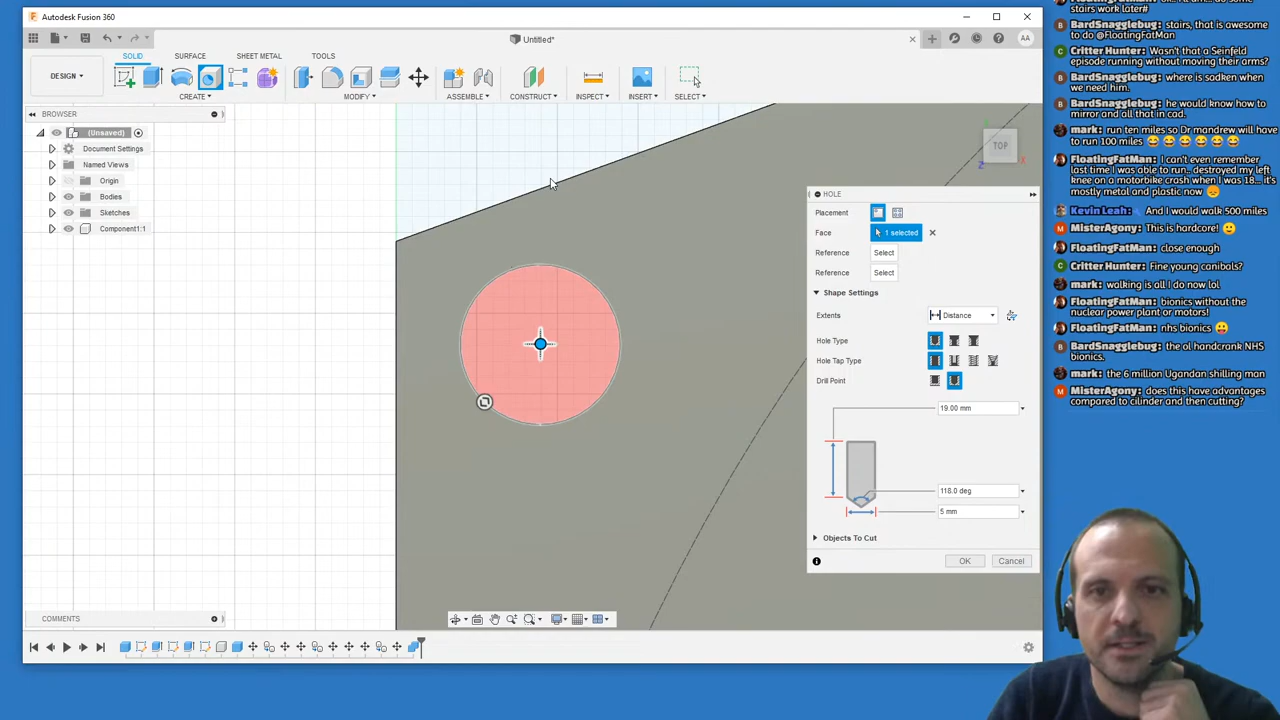 Autodesk Fusion 360
Untitled*
AA
DESIGN
SOLID
SURFACE
SHEET METAL
TOOLS
CREATE
MODIFY
ASSEMBLE
CONSTRUCT
INSPECT
INSERT
SELECT
BROWSER
(Unsaved)
Document Settings
Named Views
Origin
Bodies
Sketches
Component1:1
TOP
Z
X
HOLE
Placement
Face
1 selected
Reference
Select
Reference
Select
Shape Settings
Extents
Distance
Hole Type
Hole Tap Type
Drill Point
19.00 mm
118.0 deg
5 mm
Objects To Cut
OK
Cancel
COMMENTS
stairs work later#
BardSnagglebug: stairs, that is awesome
to do @FloatingFatMan
Critter Hunter: Wasn't that a Seinfeld
episode running without moving their arms?
BardSnagglebug: where is sadken when
we need him.
BardSnagglebug: he would know how to
mirror and all that in cad.
mark: run ten miles so Dr mandrew will have
to run 100 miles 😂😂😂😂😂😂
FloatingFatMan: I can't even remember
last time I was able to run.. destroyed my left
knee on a motorbike crash when I was 18... it's
mostly metal and plastic now 😞
Kevin Leah: And I would walk 500 miles
MisterAgony: This is hardcore! 🙂
FloatingFatMan: close enough
Critter Hunter: Fine young canibals?
mark: walking is all I do now lol
FloatingFatMan: bionics without the
nuclear power plant or motors!
FloatingFatMan: nhs bionics 😛
BardSnagglebug: the ol handcrank NHS
bionics.
mark: the 6 million Ugandan shilling man
MisterAgony: does this have advantages
compared to cilinder and then cutting?